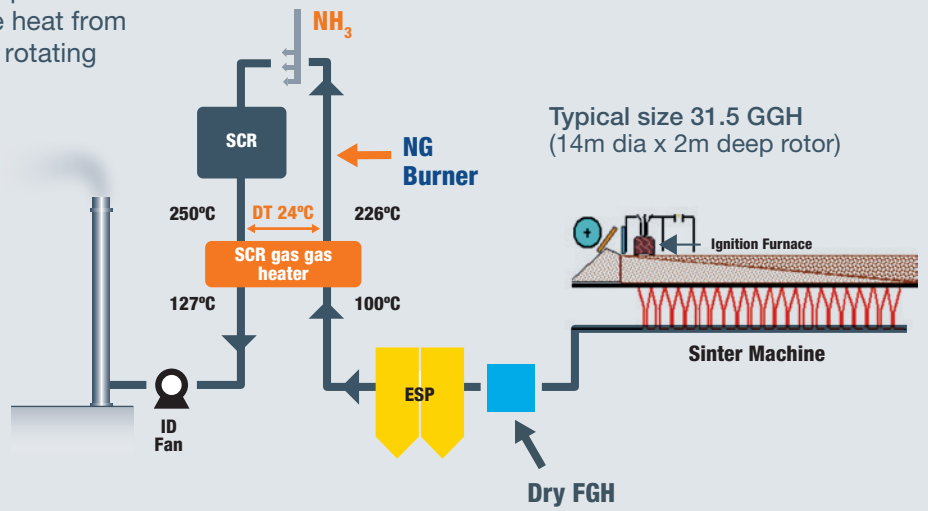 e heat from
rotating
NH₃
SCR
NG
Burner
Typical size 31.5 GGH
(14m dia x 2m deep rotor)
250ºC
DT 24ºC
226ºC
SCR gas gas
heater
127ºC
100ºC
+
Ignition Furnace
Sinter Machine
ESP
ID
Fan
Dry FGH